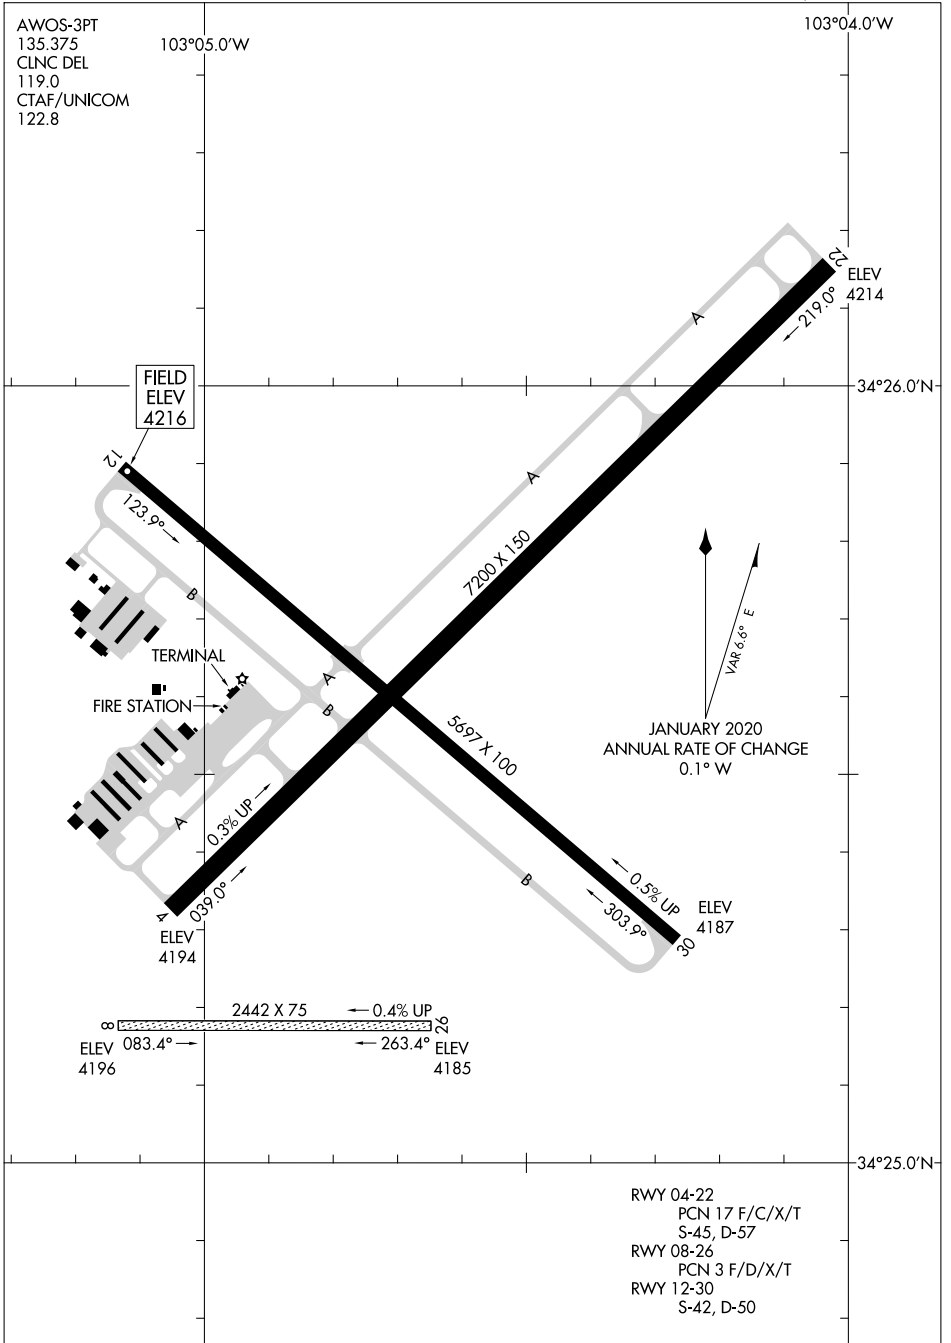 AWOS-3PT
135.375
CLNC DEL
119.0
CTAF/UNICOM
122.8
103°05.0'W
103°04.0'W
22
ELEV
4214
219.0°
A
34°26.0'N
FIELD
ELEV
4216
12
123.9°
A
7200 X 150
B
VAR 6.6° E
TERMINAL
A
FIRE STATION
B
5697 X 100
JANUARY 2020
ANNUAL RATE OF CHANGE
0.1° W
A
0.3% UP
039.0°
4
ELEV
4194
B
0.5% UP
303.9°
ELEV
4187
30
2442 X 75
0.4% UP
8
26
ELEV
4196
083.4°
263.4°
ELEV
4185
34°25.0'N
RWY 04-22
PCN 17 F/C/X/T
S-45, D-57
RWY 08-26
PCN 3 F/D/X/T
RWY 12-30
S-42, D-50